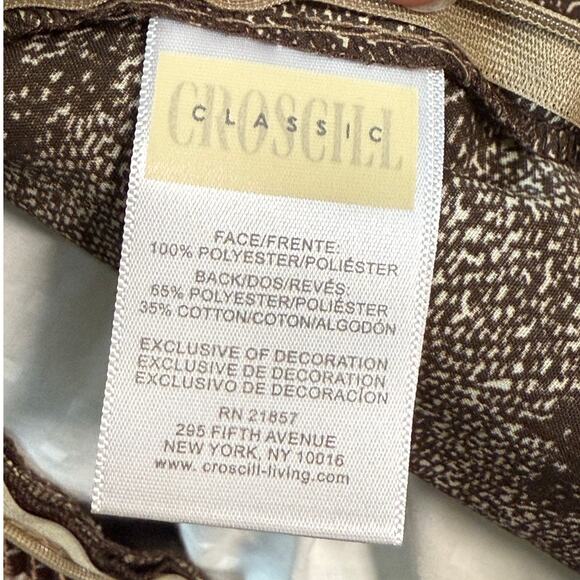 CROSCILL
CLASSIC
FACE/FRENTE:
100% POLYESTER/POLIÉSTER
BACK/DOS/REVÉS:
65% POLYESTER/POLIÉSTER
35% COTTON/COTON/ALGODÓN
EXCLUSIVE OF DECORATION
EXCLUSIVE DE DECORATION
EXCLUSIVO DE DECORACÍON
RN 21857
295 FIFTH AVENUE
NEW YORK, NY 10016
www.croscill-living.com